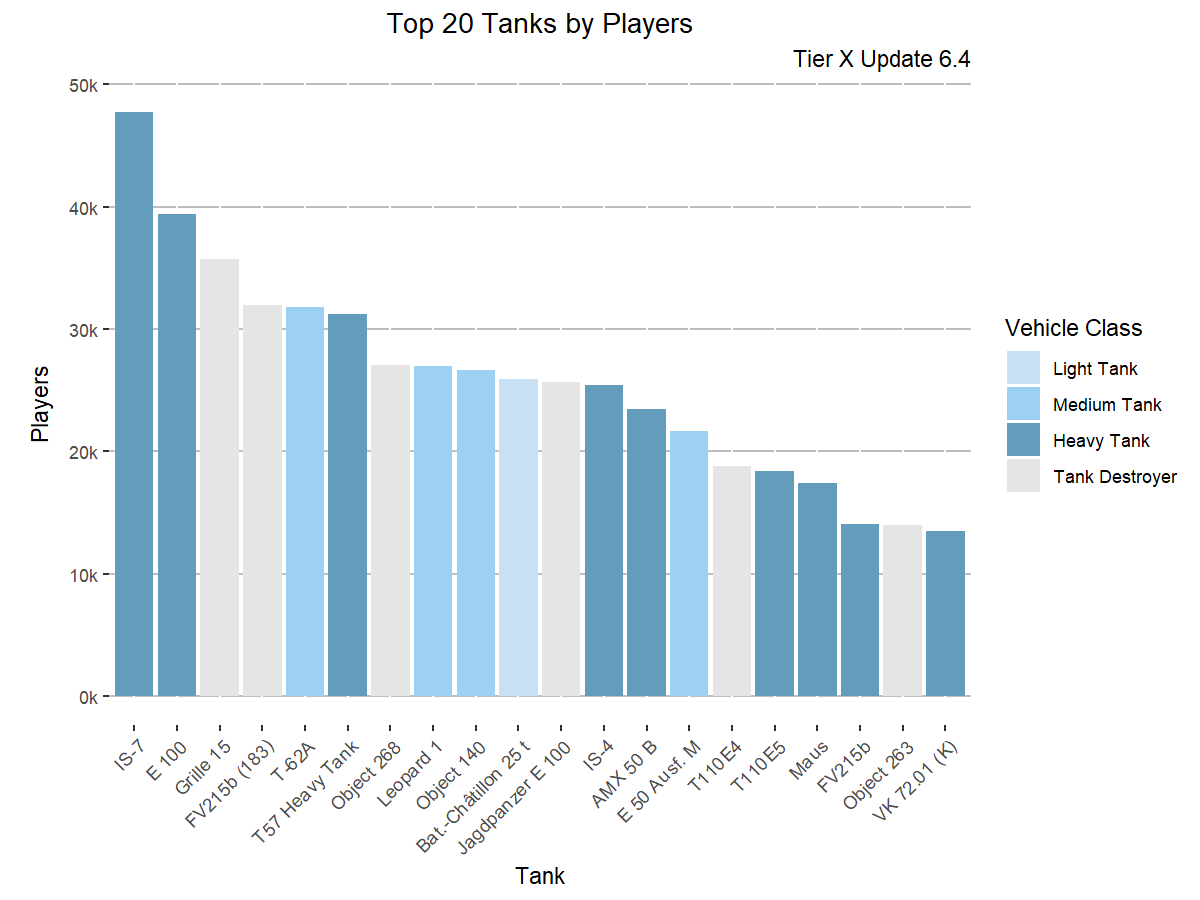 Top 20 Tanks by Players
Tier X Update 6.4
50k
40k
30k
20k
10k
0k
Players
IS-7
E 100
Grille 15
FV215b (183)
T-62A
T57 Heavy Tank
Object 268
Leopard 1
Object 140
Bat.-Châtillon 25 t
Jagdpanzer E 100
IS-4
AMX 50 B
E 50 Ausf. M
T110E4
T110E5
Maus
FV215b
Object 263
VK 72.01 (K)
Tank
Vehicle Class
Light Tank
Medium Tank
Heavy Tank
Tank Destroyer